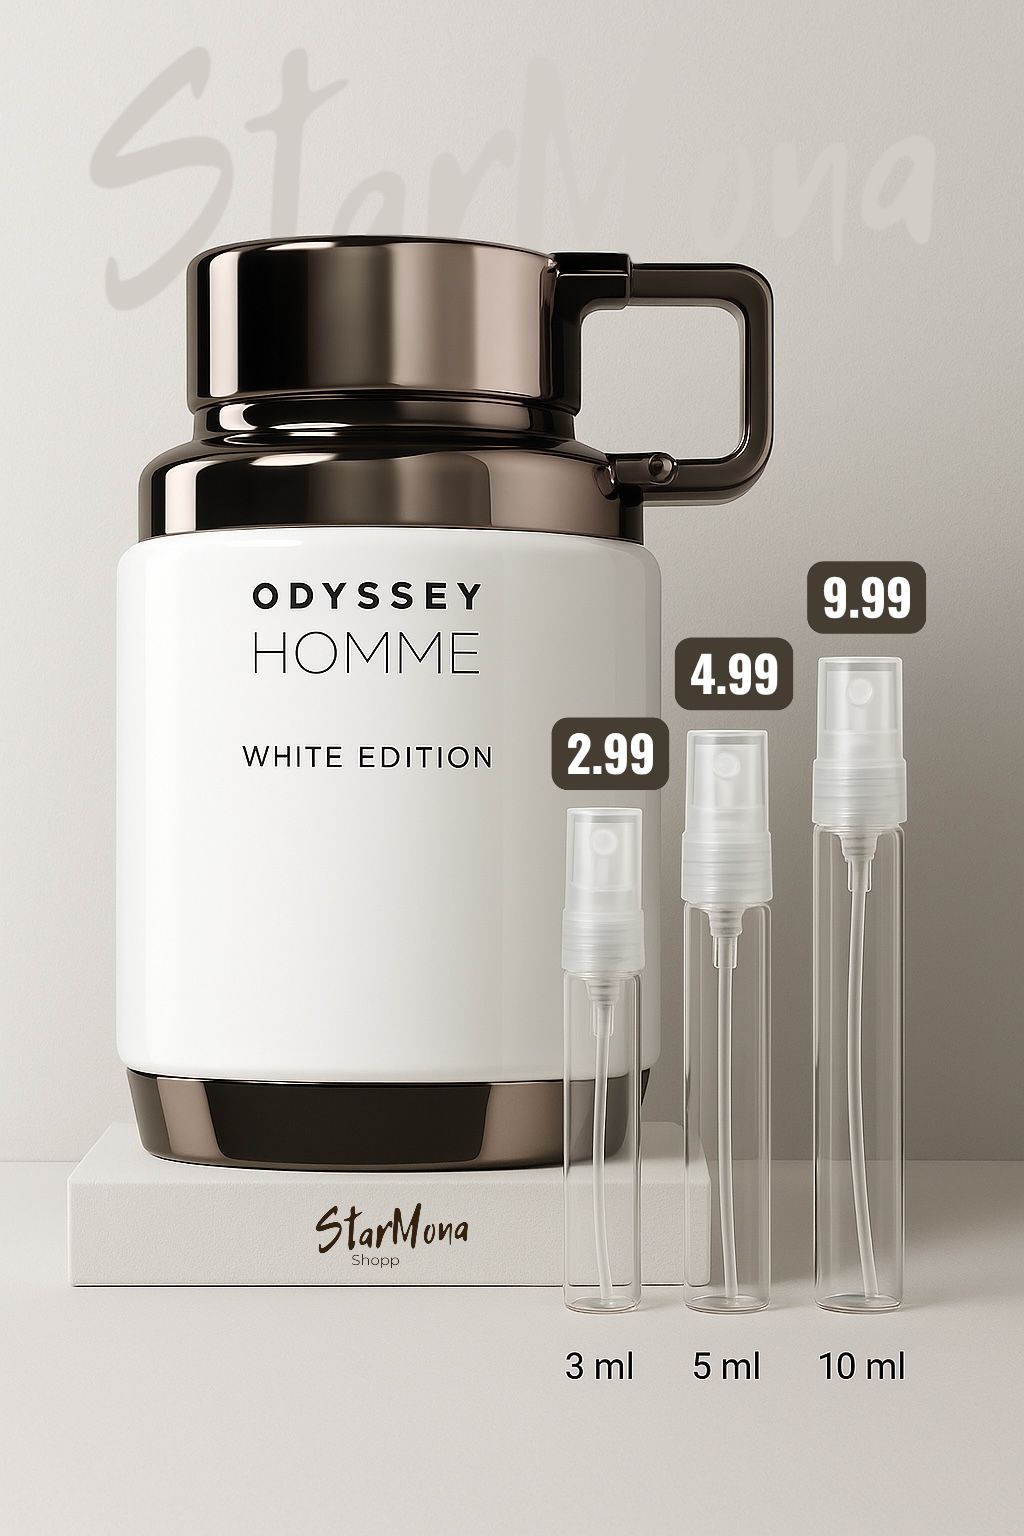 StarMona
ODYSSEY
HOMME
WHITE EDITION
2.99
4.99
9.99
StarMona
Shopp
3 ml
5 ml
10 ml